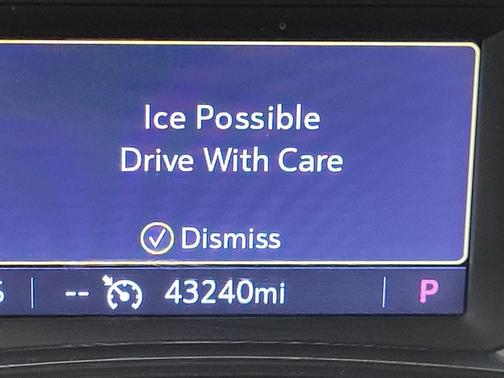 Ice Possible
Drive With Care
Dismiss
-- 43240mi P